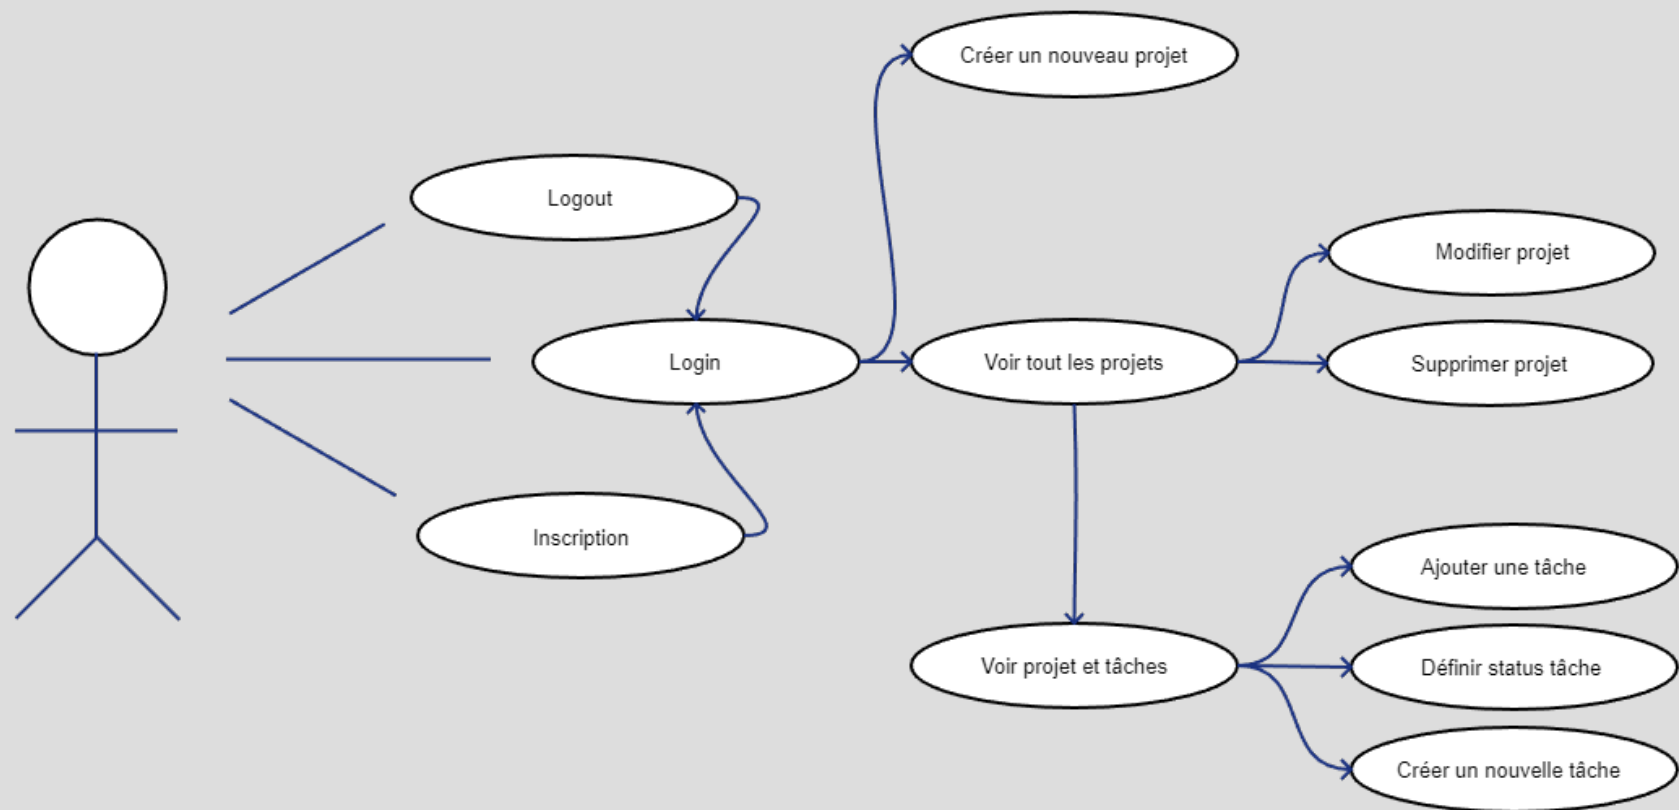 Créer un nouveau projet
Logout
Modifier projet
Login
Voir tout les projets
Supprimer projet
Inscription
Ajouter une tâche
Voir projet et tâches
Définir status tâche
Créer un nouvelle tâche